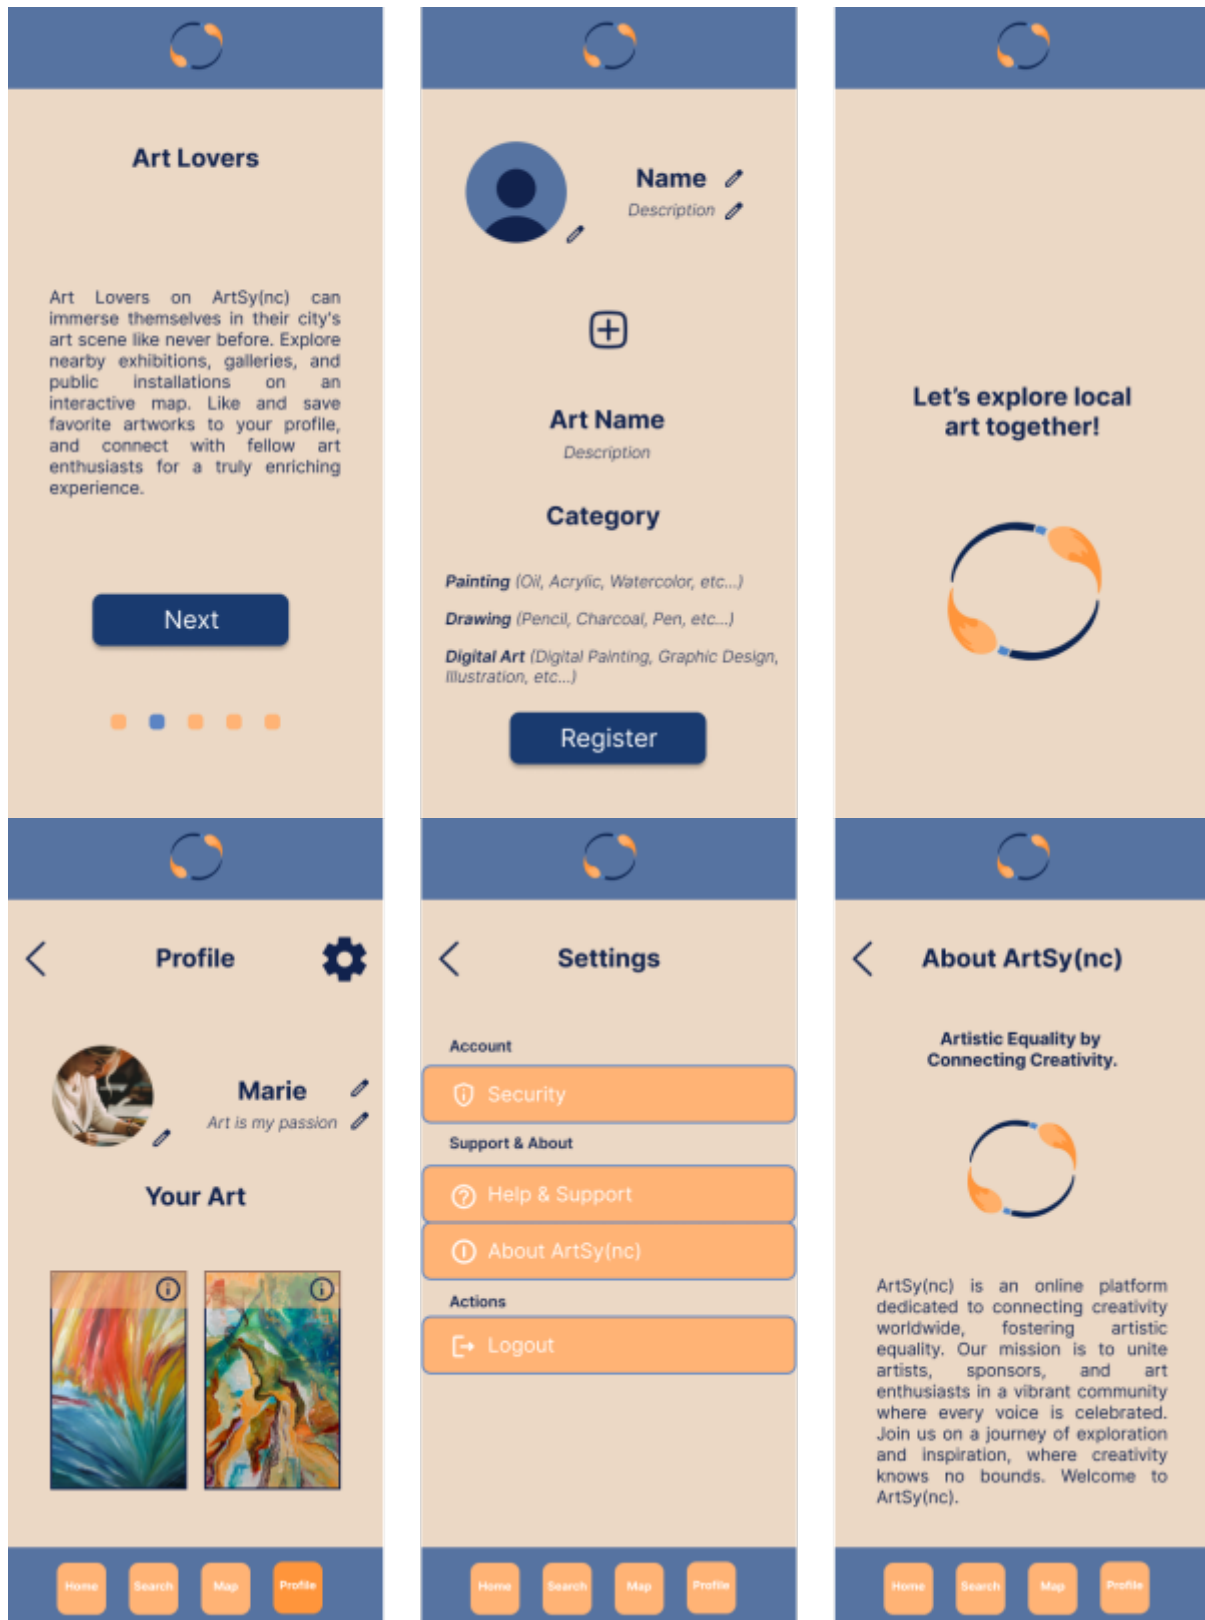 Art Lovers
Art Lovers on ArtSy(nc) can
immerse themselves in their city's
art scene like never before. Explore
nearby exhibitions, galleries, and
public installations on an
interactive map. Like and save
favorite artworks to your profile,
and connect with fellow art
enthusiasts for a truly enriching
experience.
Next
Name
Description
Art Name
Description
Category
Painting (Oil, Acrylic, Watercolor, etc...)
Drawing (Pencil, Charcoal, Pen, etc...)
Digital Art (Digital Painting, Graphic Design,
Illustration, etc...)
Register
Let's explore local
art together!
Profile
Marie
Art is my passion
Your Art
Home Search Map Profile
Settings
Account
Security
Support & About
Help & Support
About ArtSy(nc)
Actions
Logout
Home Search Map Profile
About ArtSy(nc)
Artistic Equality by
Connecting Creativity.
ArtSy(nc) is an online platform
dedicated to connecting creativity
worldwide, fostering artistic
equality. Our mission is to unite
artists, sponsors, and art
enthusiasts in a vibrant community
where every voice is celebrated.
Join us on a journey of exploration
and inspiration, where creativity
knows no bounds. Welcome to
ArtSy(nc).
Home Search Map Profile